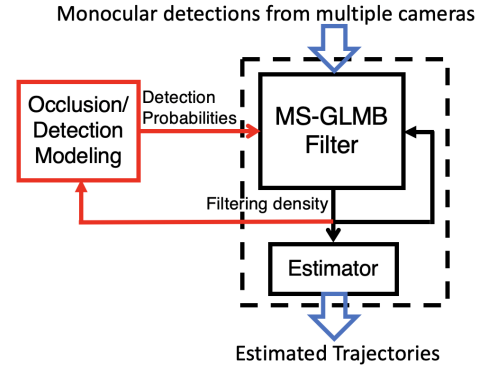 Monocular detections from multiple cameras
Occlusion/
Detection
Modeling
Detection
Probabilities
MS-GLMB
Filter
Filtering density
Estimator
Estimated Trajectories